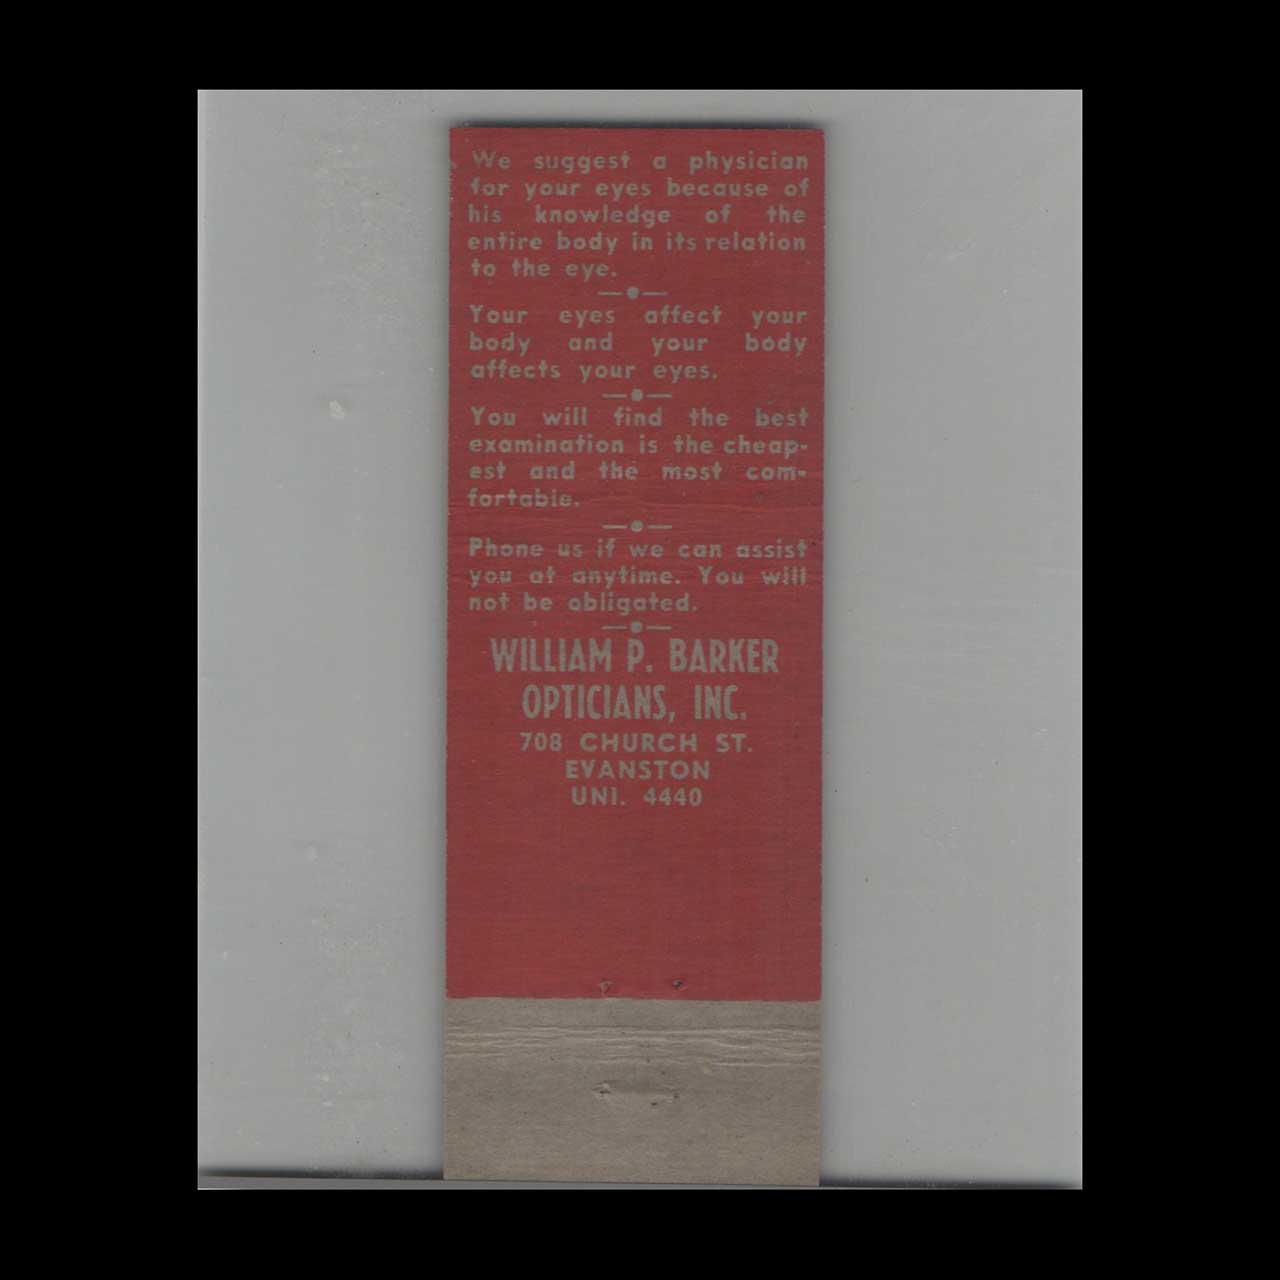 We suggest a physician
for your eyes because of
his knowledge of the
entire body in its relation
to the eye.
Your eyes affect your
body and your body
affects your eyes.
You will find the best
examination is the cheap-
est and the most com-
fortable.
Phone us if we can assist
you at anytime. You will
not be obligated.
WILLIAM P. BARKER
OPTICIANS, INC.
708 CHURCH ST.
EVANSTON
UNI. 4440